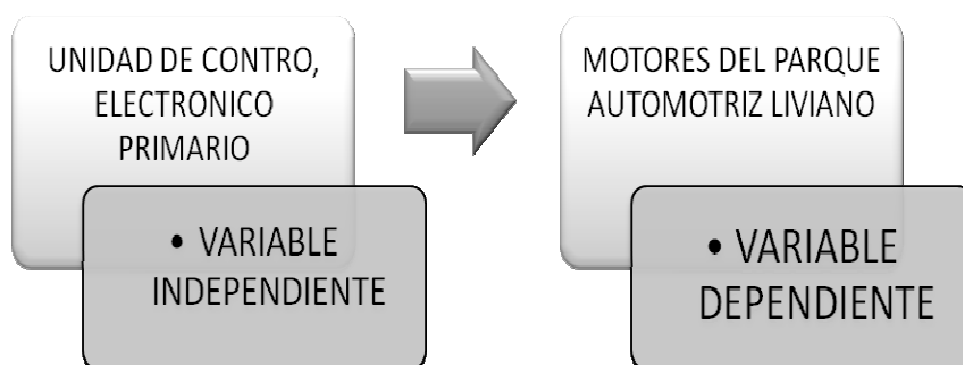 UNIDAD DE CONTRO,
ELECTRONICO
PRIMARIO
• VARIABLE
INDEPENDIENTE
MOTORES DEL PARQUE
AUTOMOTRIZ LIVIANO
• VARIABLE
DEPENDIENTE